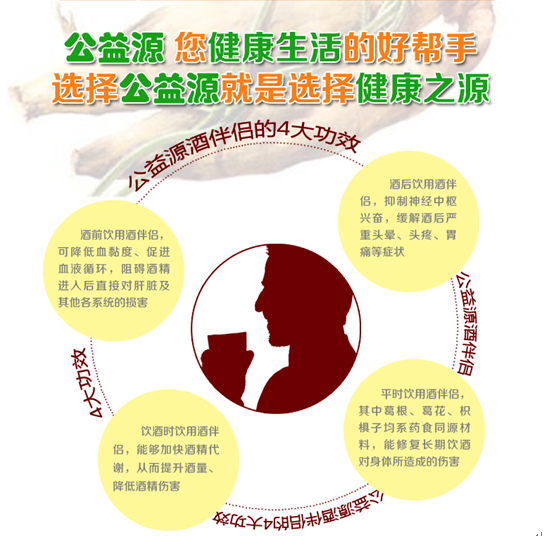 公益源 您健康生活的好帮手
选择公益源就是选择健康之源
公益源酒伴侣的4大功效
酒后饮用酒伴
侣，抑制神经中枢
兴奋，缓解酒后严
重头晕、头疼、胃
痛等症状
酒前饮用酒伴侣，
可降低血黏度、促进
血液循环，阻碍酒精
进入后直接对肝脏及
其他各系统的损害
公益源酒伴侣
4大功效
平时饮用酒伴侣，
其中葛根、葛花、枳
椇子均系药食同源材
料，能修复长期饮酒
对身体所造成的伤害
饮酒时饮用酒伴
侣，能够加快酒精代
谢，从而提升酒量、
降低酒精伤害
公益源酒伴侣的4大功效